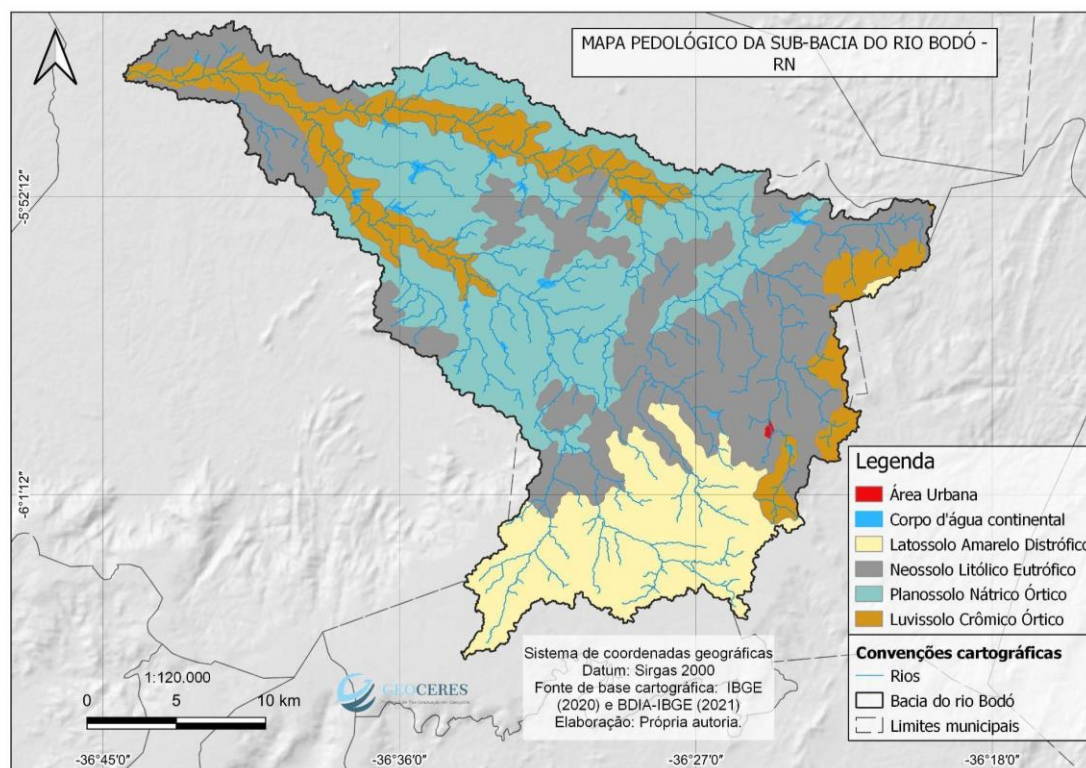 MAPA PEDOLÓGICO DA SUB-BACIA DO RIO BODÓ -
RN
-5°52'12"
-6°1'12"
Legenda
Área Urbana
Corpo d'água continental
Latossolo Amarelo Distrófico
Neossolo Litólico Eutrófico
Planossolo Nátrico Órtico
Luvissolo Crômico Órtico
Convenções cartográficas
Rios
Bacia do rio Bodó
Limites municipais
Sistema de coordenadas geográficas
Datum: Sirgas 2000
Fonte de base cartográfica: IBGE
(2020) e BDIA-IBGE (2021)
Elaboração: Própria autoria.
GEOCERES
1:120.000
0 5 10 km
-36°45'0" -36°36'0" -36°27'0" -36°18'0"